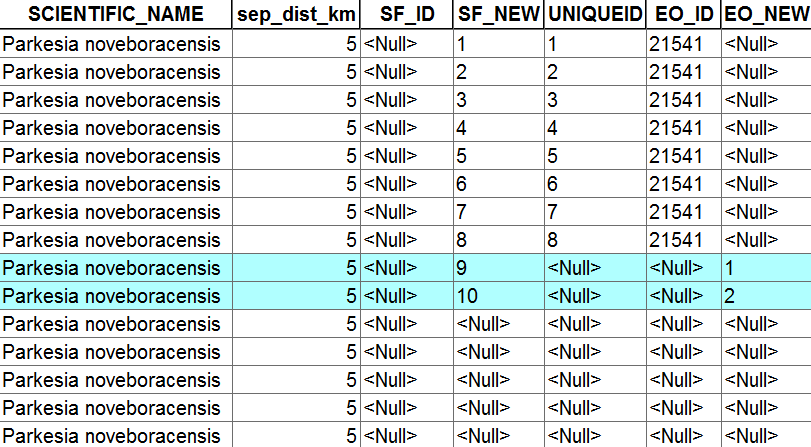 SCIENTIFIC_NAME sep_dist_km SF_ID SF_NEW UNIQUEID EO_ID EO_NEW
Parkesia noveboracensis 5 <Null> 1 1 21541 <Null>
Parkesia noveboracensis 5 <Null> 2 2 21541 <Null>
Parkesia noveboracensis 5 <Null> 3 3 21541 <Null>
Parkesia noveboracensis 5 <Null> 4 4 21541 <Null>
Parkesia noveboracensis 5 <Null> 5 5 21541 <Null>
Parkesia noveboracensis 5 <Null> 6 6 21541 <Null>
Parkesia noveboracensis 5 <Null> 7 7 21541 <Null>
Parkesia noveboracensis 5 <Null> 8 8 21541 <Null>
Parkesia noveboracensis 5 <Null> 9 <Null> <Null> 1
Parkesia noveboracensis 5 <Null> 10 <Null> <Null> 2
Parkesia noveboracensis 5 <Null> <Null> <Null> <Null> <Null>
Parkesia noveboracensis 5 <Null> <Null> <Null> <Null> <Null>
Parkesia noveboracensis 5 <Null> <Null> <Null> <Null> <Null>
Parkesia noveboracensis 5 <Null> <Null> <Null> <Null> <Null>
Parkesia noveboracensis 5 <Null> <Null> <Null> <Null> <Null>